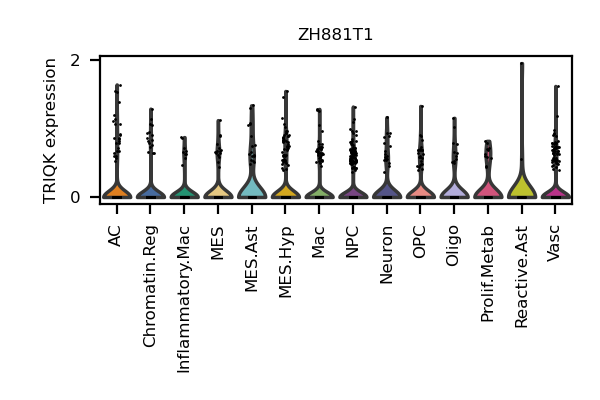 ZH881T1
TRIQK expression
2
0
AC
Chromatin.Reg
Inflammatory.Mac
MES
MES.Ast
MES.Hyp
Mac
NPC
Neuron
OPC
Oligo
Prolif.Metab
Reactive.Ast
Vasc